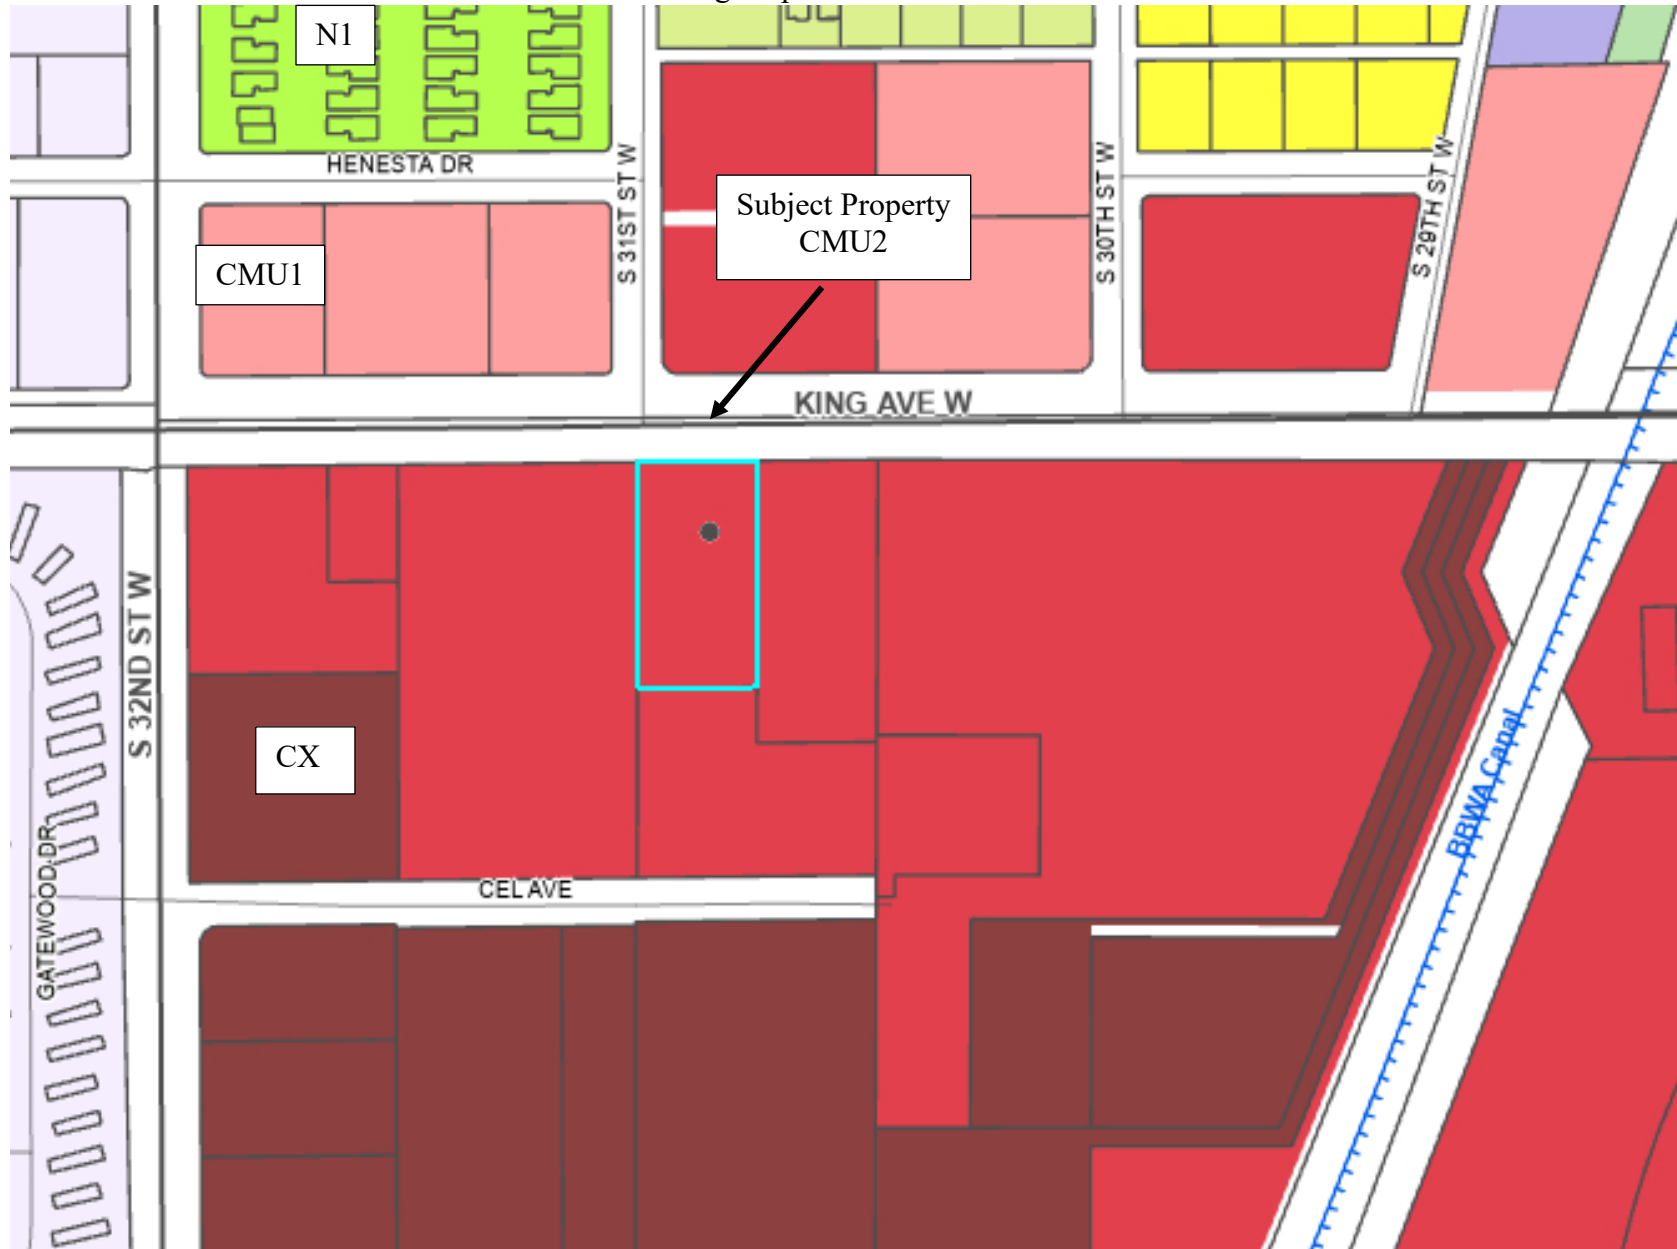 N1
HENESTA DR
S 31ST ST W
Subject Property
CMU2
S 30TH ST W
S 29TH ST W
CMU1
KING AVE W
S 32ND ST W
CX
BBWA Canal
GATEWOOD DR
CEL AVE